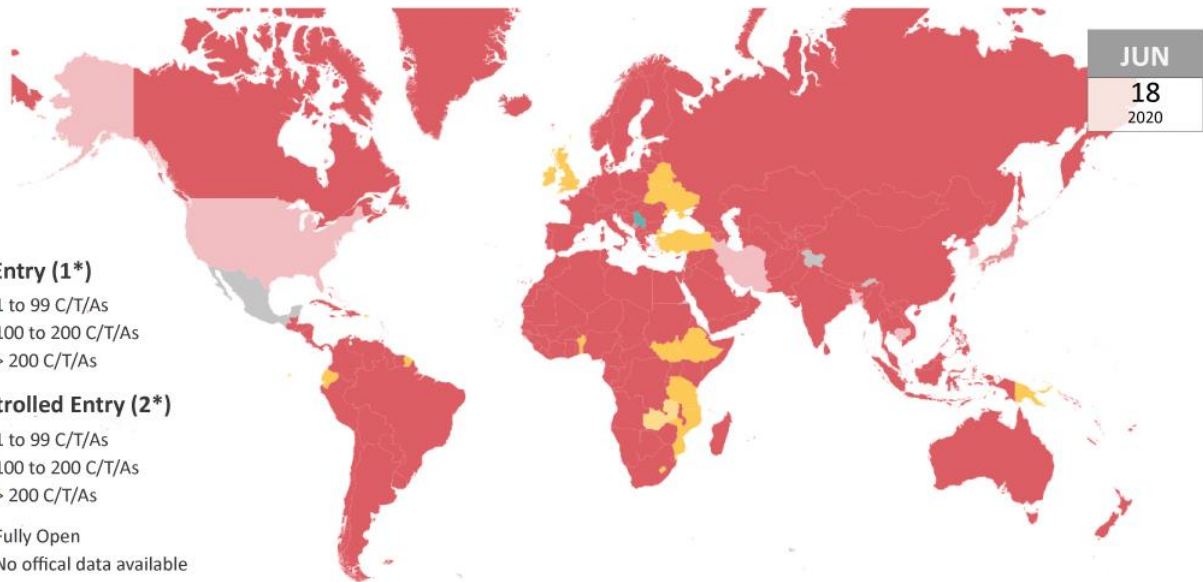 JUN
18
2020
Entry (1*)
1 to 99 C/T/As
100 to 200 C/T/As
> 200 C/T/As
trolled Entry (2*)
1 to 99 C/T/As
100 to 200 C/T/As
> 200 C/T/As
Fully Open
No offical data available